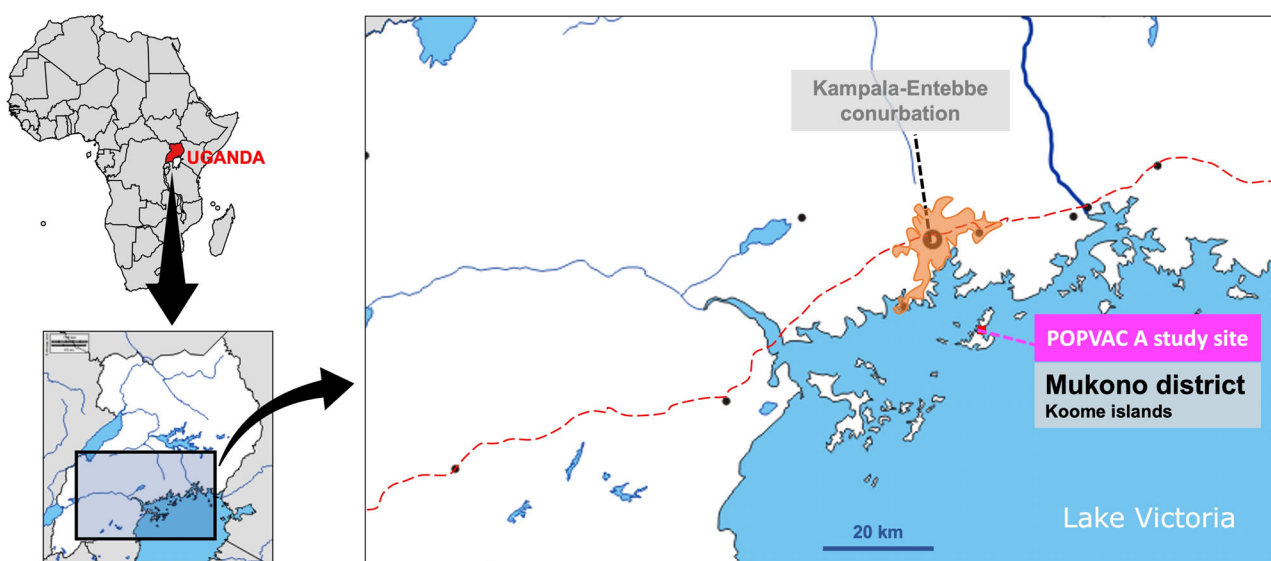 UGANDA
Kampala-Entebbe
conurbation
POPVAC A study site
Mukono district
Koome islands
Lake Victoria
20 km